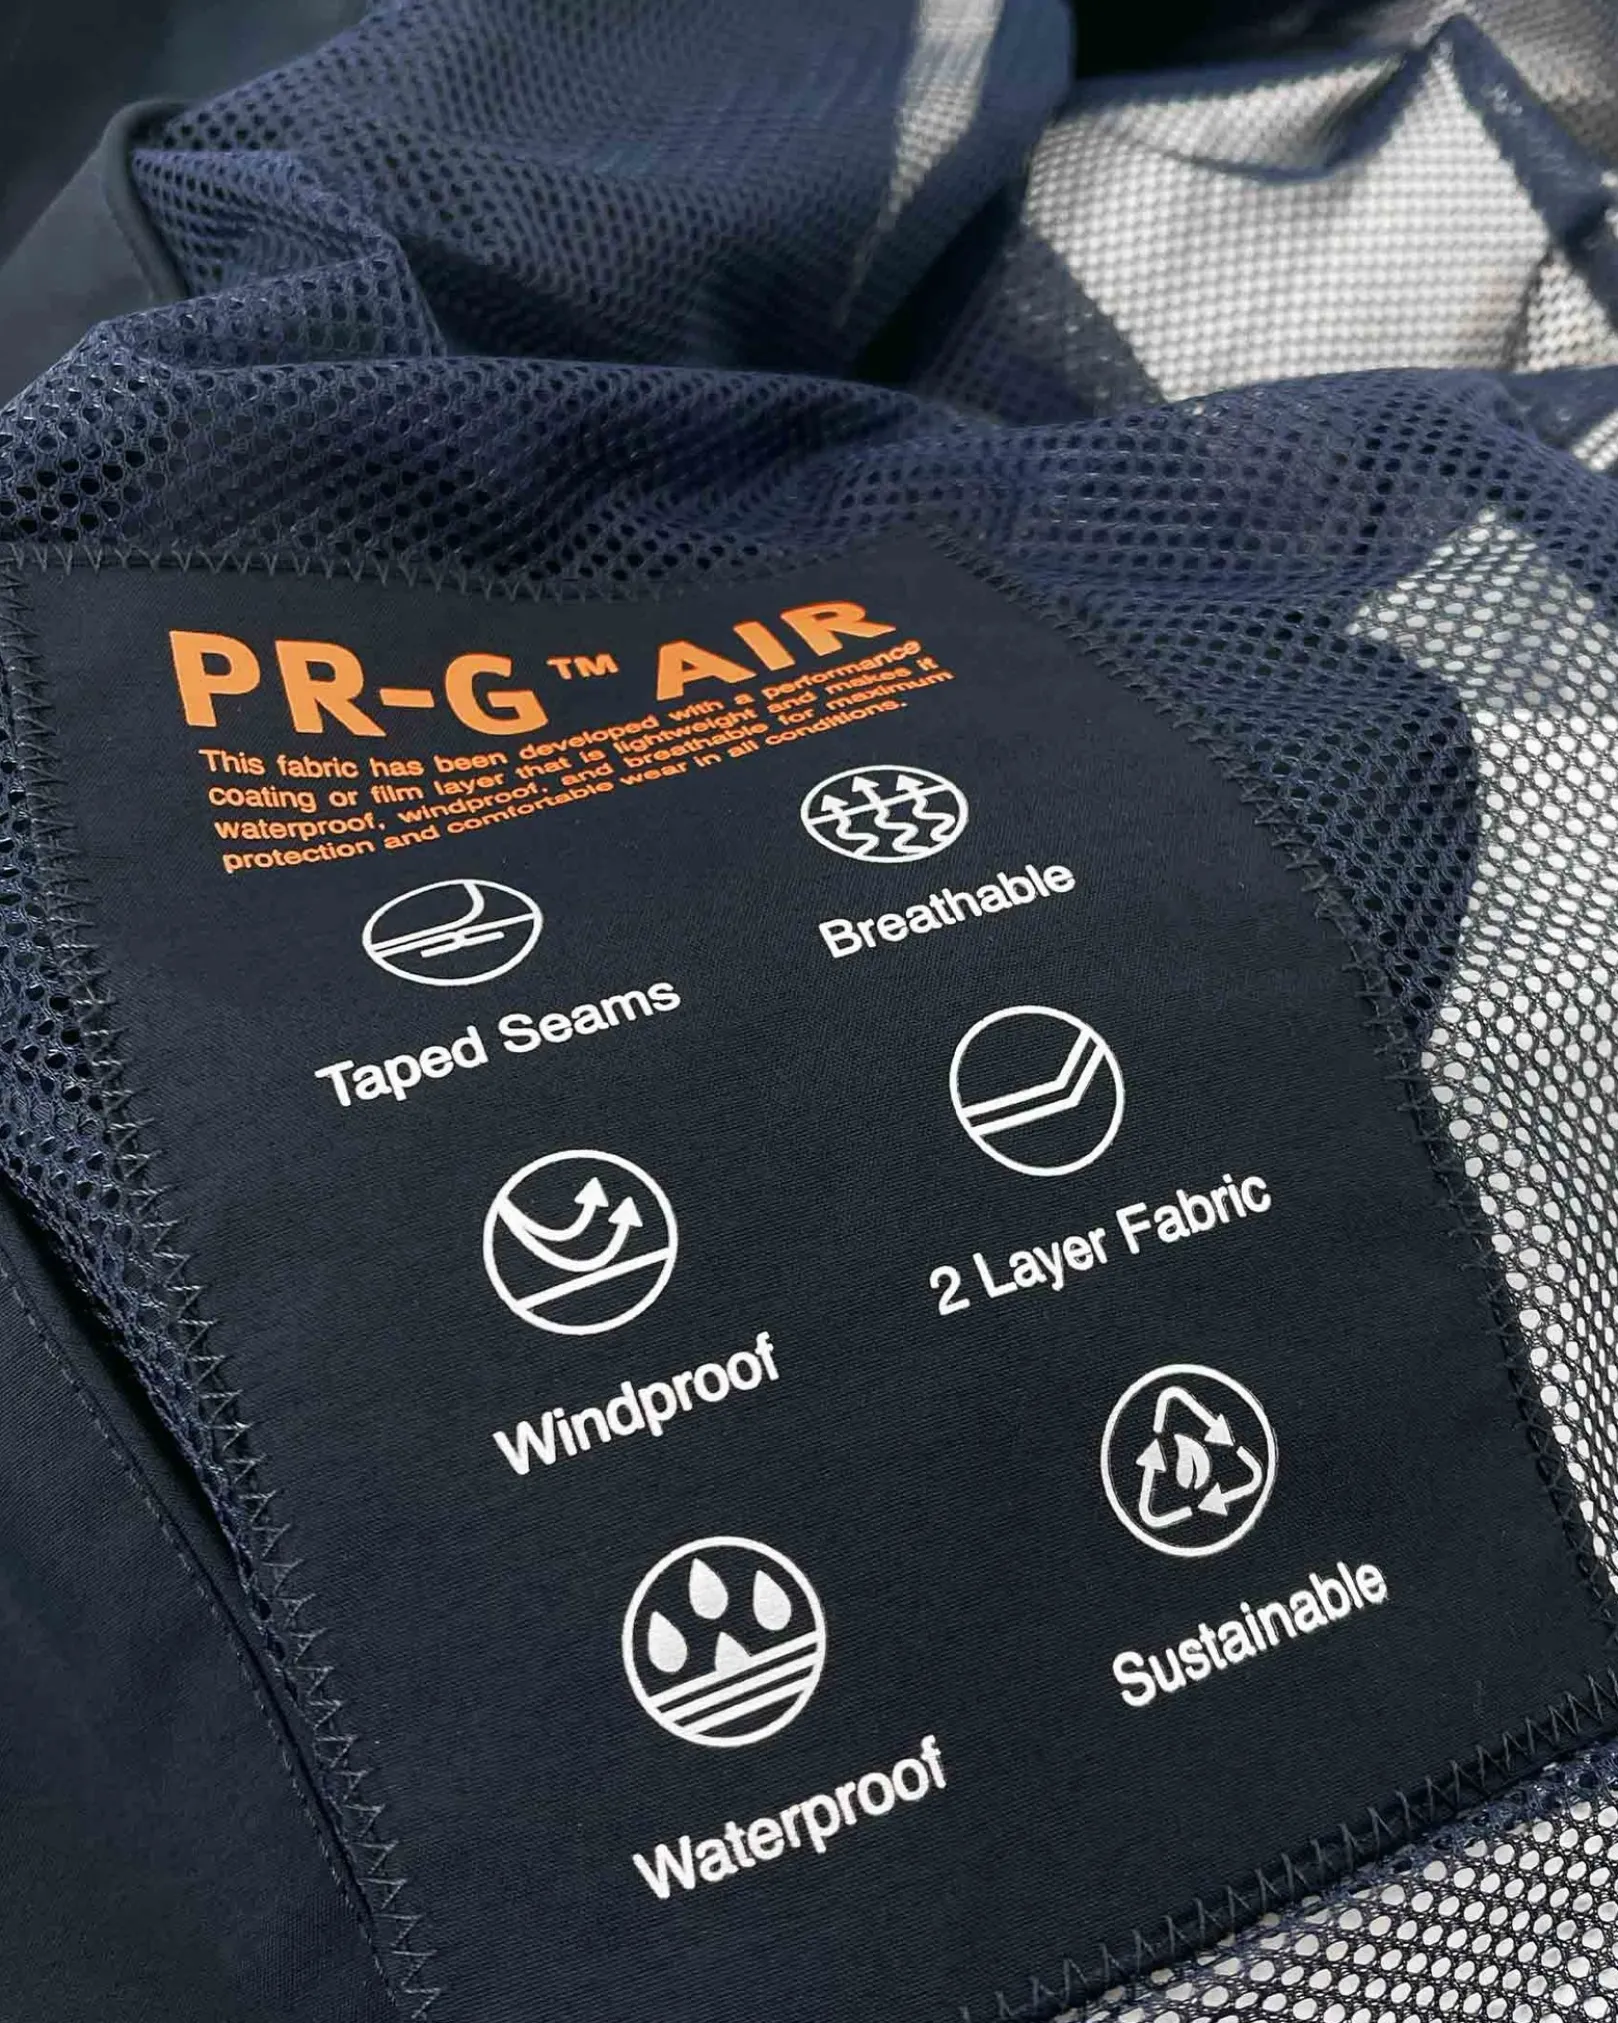 PR-G™ AIR
This fabric has been developed with a performance
coating or film layer that is lightweight and makes it
waterproof, windproof, and breathable for maximum
protection and comfortable wear in all conditions.
Taped Seams
Breathable
Windproof
2 Layer Fabric
Waterproof
Sustainable